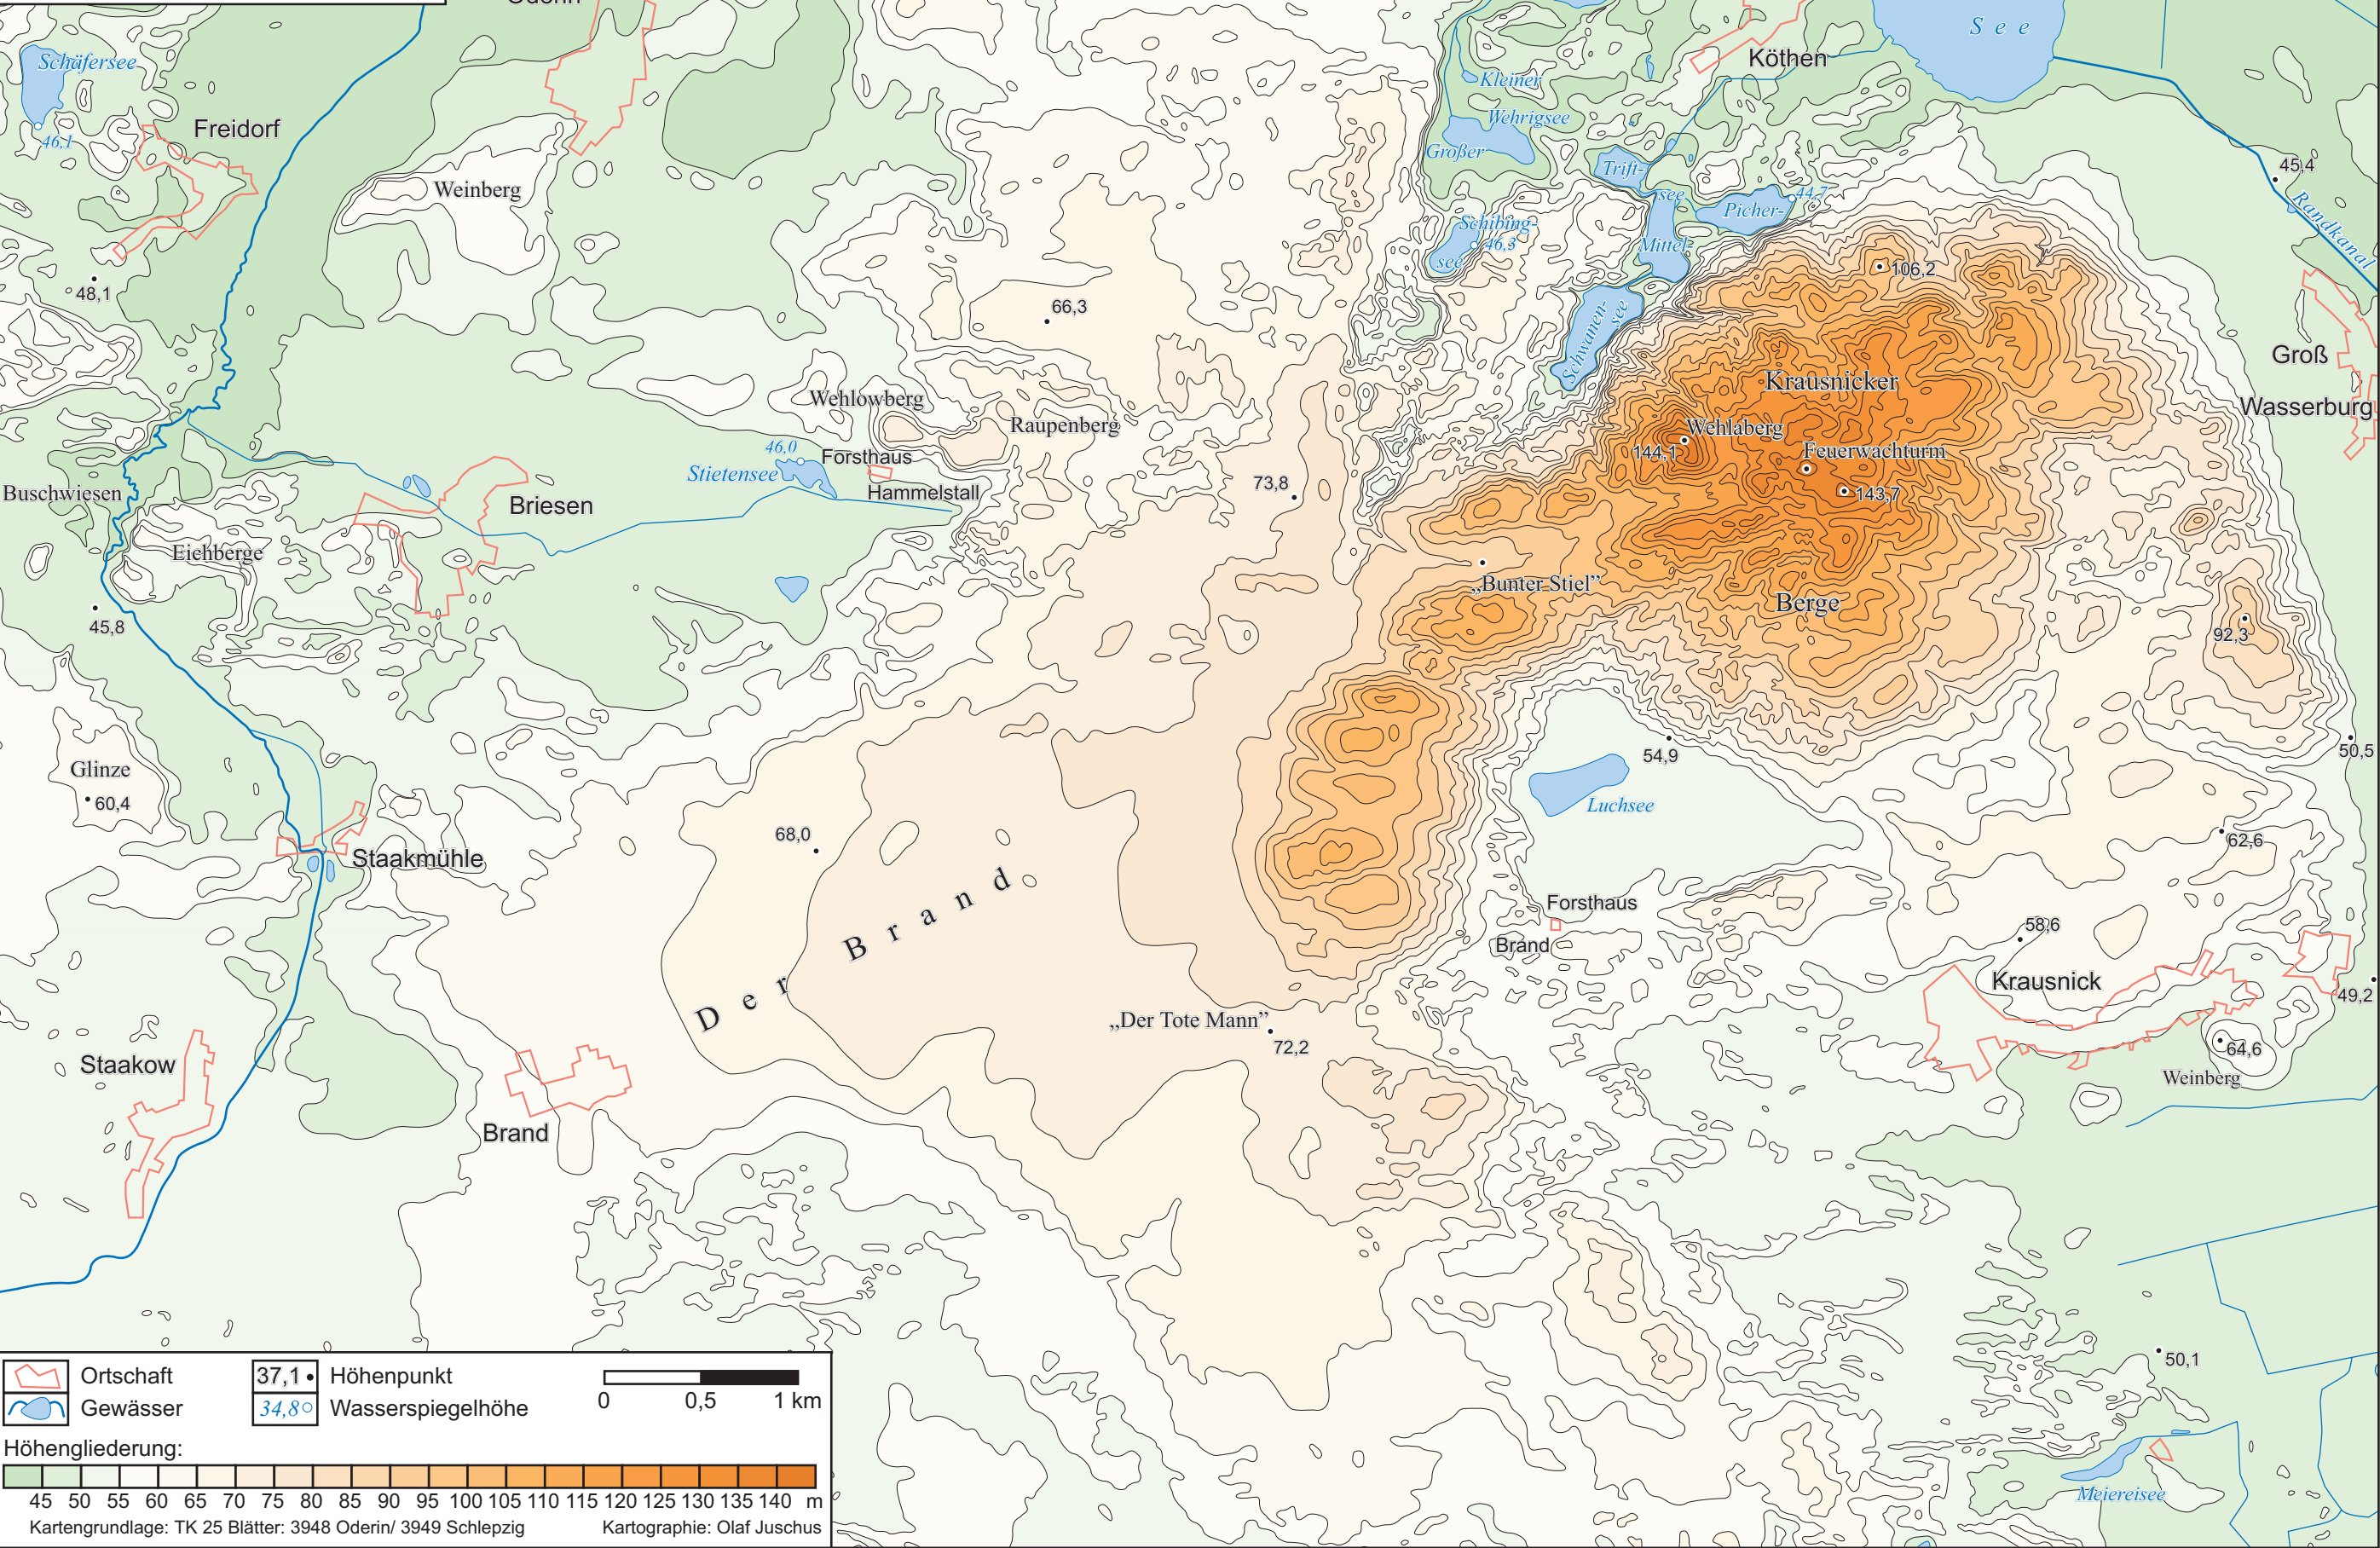 Schäfersee
46,1
Freidorf
48,1
Weinberg
Kleiner
Wehrigsee
Großer
See
Köthen
Trift-
see
Mittel-
Picher-
44,7
Schibing-
see
46,3
Schwanen-
see
45,4
Randkanal
Groß
Wasserburg
106,2
66,3
Wehlowberg
Raupenberg
46,0
Stietensee
Forsthaus
Hammelstall
73,8
Krausnicker
Wehlaberg
144,1
Feuerwachturm
143,7
Berge
„Bunter Stiel”
92,3
Buschwiesen
Briesen
Eichberge
45,8
Glinze
60,4
Staakmühle
68,0
Der Brand
54,9
Luchsee
50,5
62,6
Forsthaus
Brand
58,6
Krausnick
49,2
64,6
Weinberg
„Der Tote Mann”
72,2
Staakow
Brand
50,1
Meiereisee
Ortschaft
Gewässer
37,1
Höhenpunkt
34,8
Wasserspiegelhöhe
0 0,5 1 km
Höhengliederung:
45 50 55 60 65 70 75 80 85 90 95 100 105 110 115 120 125 130 135 140 m
Kartengrundlage: TK 25 Blätter: 3948 Oderin/ 3949 Schlepzig
Kartographie: Olaf Juschus